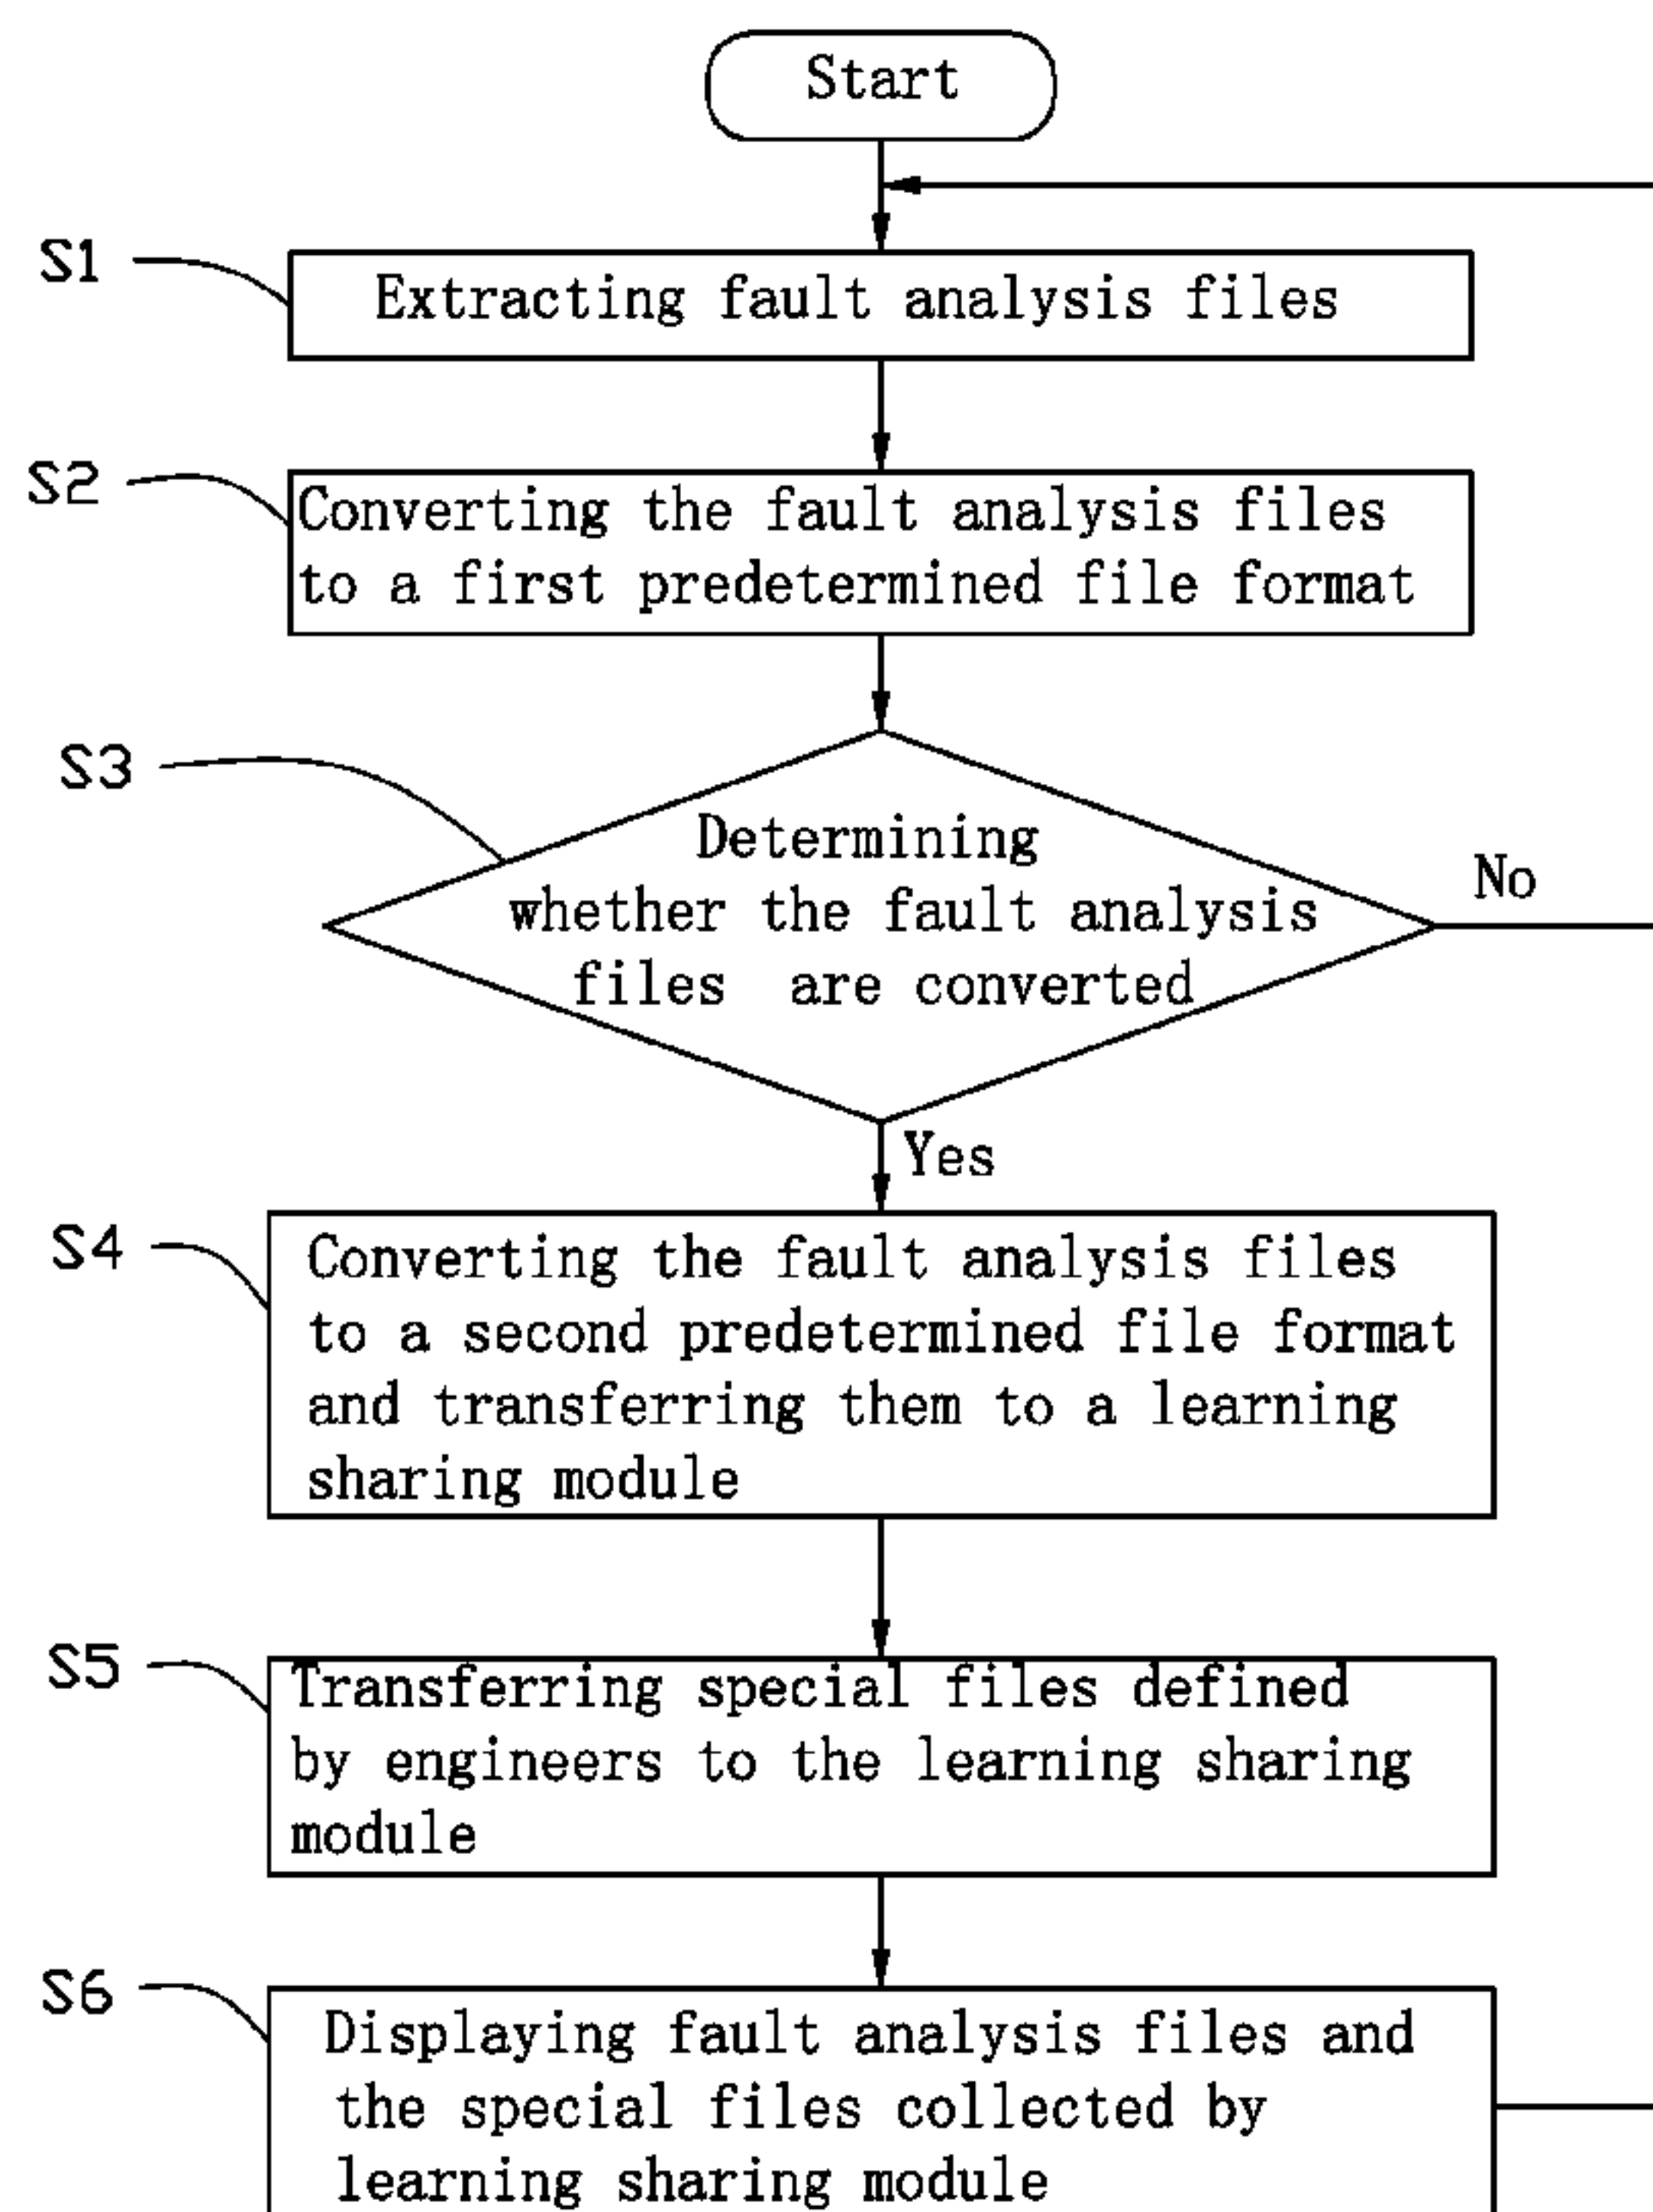 Start
S1
Extracting fault analysis files
S2
Converting the fault analysis files
to a first predetermined file format
S3
Determining
whether the fault analysis
files are converted
No
Yes
S4
Converting the fault analysis files
to a second predetermined file format
and transferring them to a learning
sharing module
S5
Transferring special files defined
by engineers to the learning sharing
module
S6
Displaying fault analysis files and
the special files collected by
learning sharing module